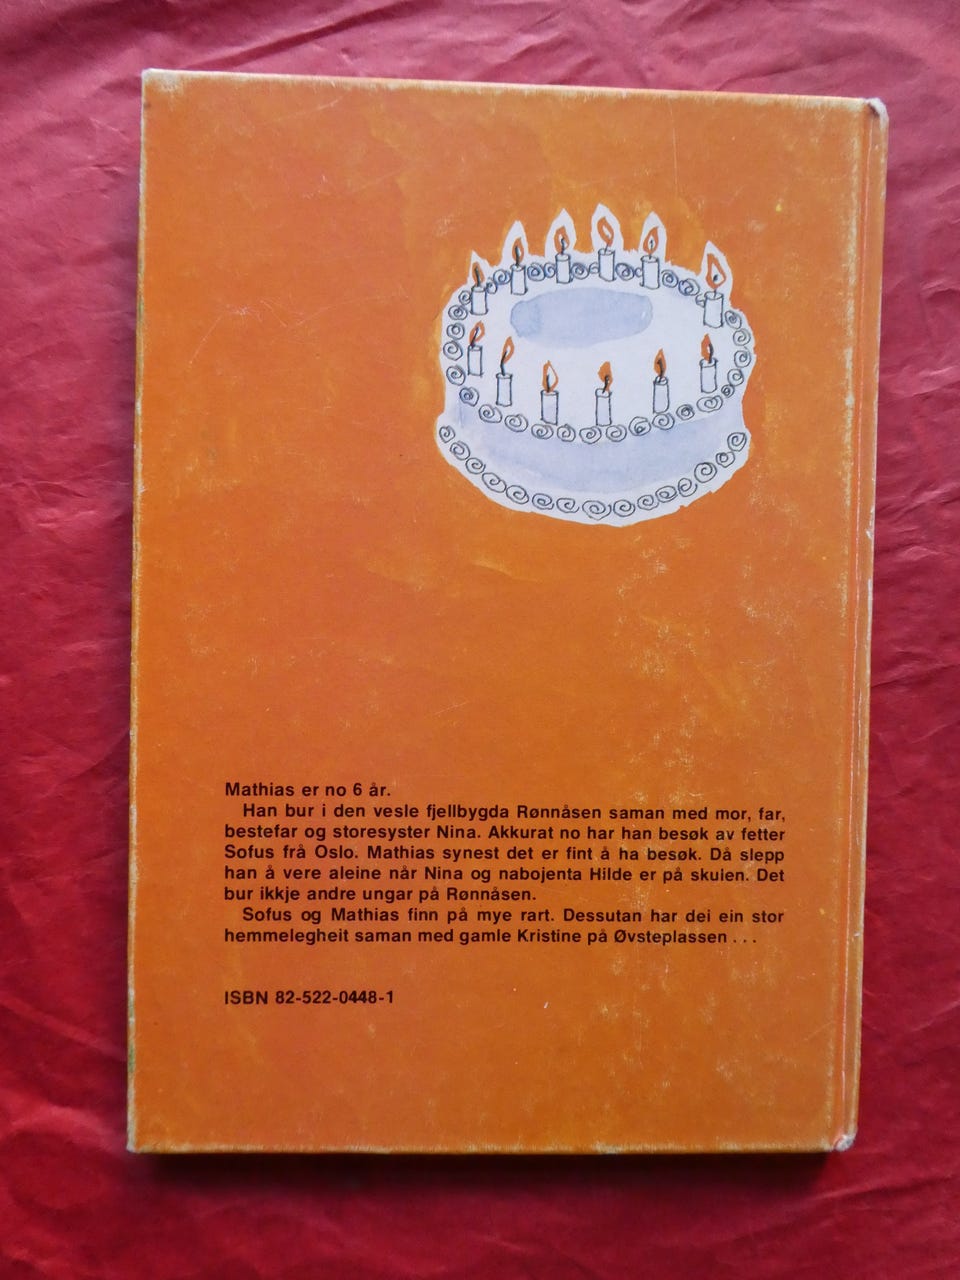 Mathias er no 6 år.
Han bur i den vesle fjellbygda Rønnåsen saman med mor, far,
bestefar og storesyster Nina. Akkurat no har han besøk av fetter
Sofus frå Oslo. Mathias synest det er fint å ha besøk. Då slepp
han å vere aleine når Nina og nabojenta Hilde er på skulen. Det
bur ikkje andre ungar på Rønnåsen.
Sofus og Mathias finn på mye rart. Dessutan har dei ein stor
hemmelegheit saman med gamle Kristine på Øvsteplassen . . .
ISBN 82-522-0448-1